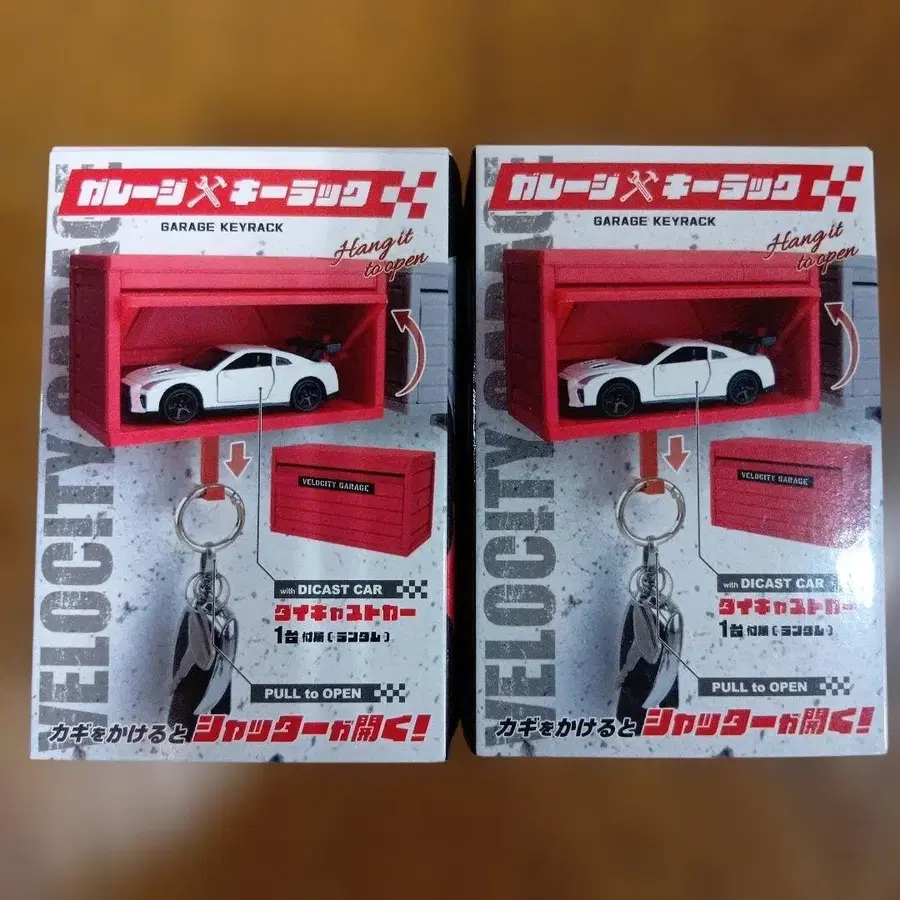 VELOCITY GARAGE
ガレージキーラック
GARAGE KEYRACK
Hang it
to open
VELOCITY GARAGE
with DICAST CAR
ダイキャストカー
1台付属(ランダム)
PULL to OPEN
カギをかけるとシャッターが開く!
VELOCITY GARAGE
ガレージキーラック
GARAGE KEYRACK
Hang it
to open
VELOCITY GARAGE
with DICAST CAR
ダイキャストカー
1台付属(ランダム)
PULL to OPEN
カギをかけるとシャッターが開く!